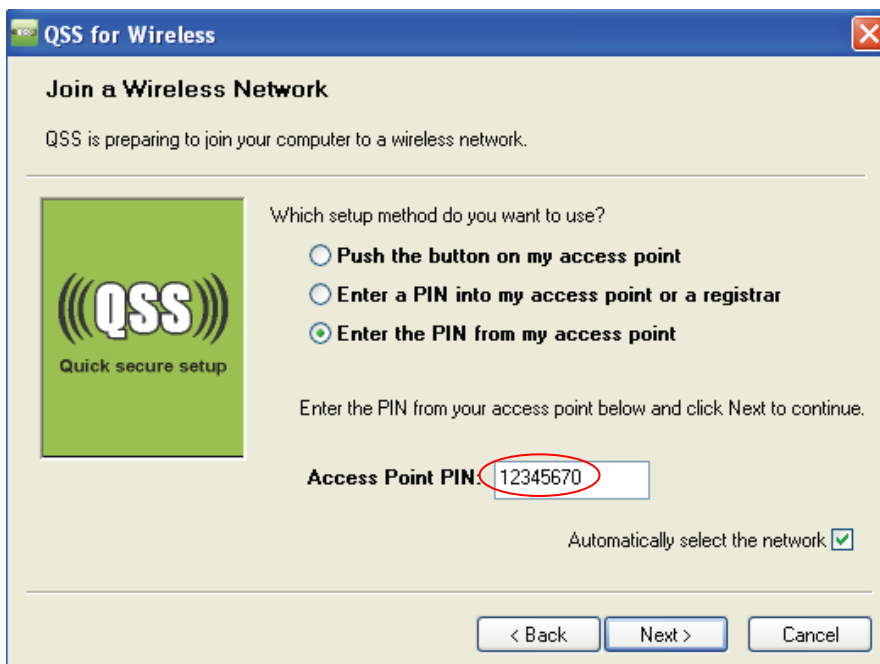 QSS for Wireless
Join a Wireless Network
QSS is preparing to join your computer to a wireless network.
Which setup method do you want to use?
Push the button on my access point
Enter a PIN into my access point or a registrar
Enter the PIN from my access point
(((QSS)))
Quick secure setup
Enter the PIN from your access point below and click Next to continue.
Access Point PIN: 12345670
Automatically select the network
< Back Next > Cancel